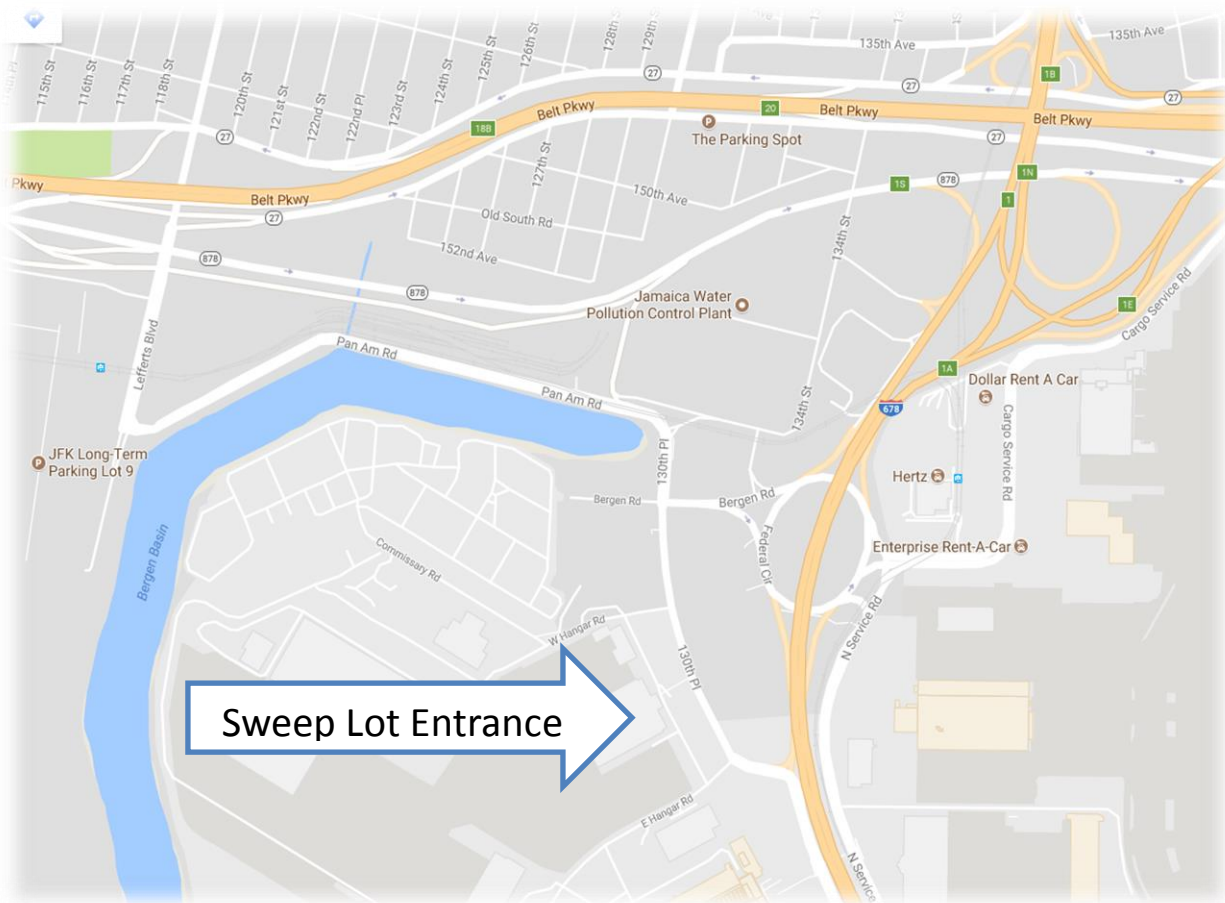 128th St
129th St
135th Ave
135th Ave
125th St
126th St
115th St
116th St
117th St
118th St
120th St
121st St
122nd St
122nd Pl
123rd St
124th St
27
1B
27
27
Belt Pkwy
20
Belt Pkwy
Belt Pkwy
18B
27
The Parking Spot
27
127th St
Pkwy
Belt Pkwy
27
150th Ave
1S
878
1N
1
Old South Rd
134th St
152nd Ave
878
878
Jamaica Water
Pollution Control Plant
1E
Cargo Service Rd
Lefferts Blvd
Pan Am Rd
1A
Dollar Rent A Car
Pan Am Rd
134th St
678
JFK Long-Term
Parking Lot 9
130th Pl
Cargo Service Rd
Hertz
Bergen Rd
Bergen Rd
Federal Cir
Bergen Basin
Commissary Rd
Enterprise Rent-A-Car
W Hangar Rd
N Service Rd
130th Pl
Sweep Lot Entrance
E Hangar Rd
N Service